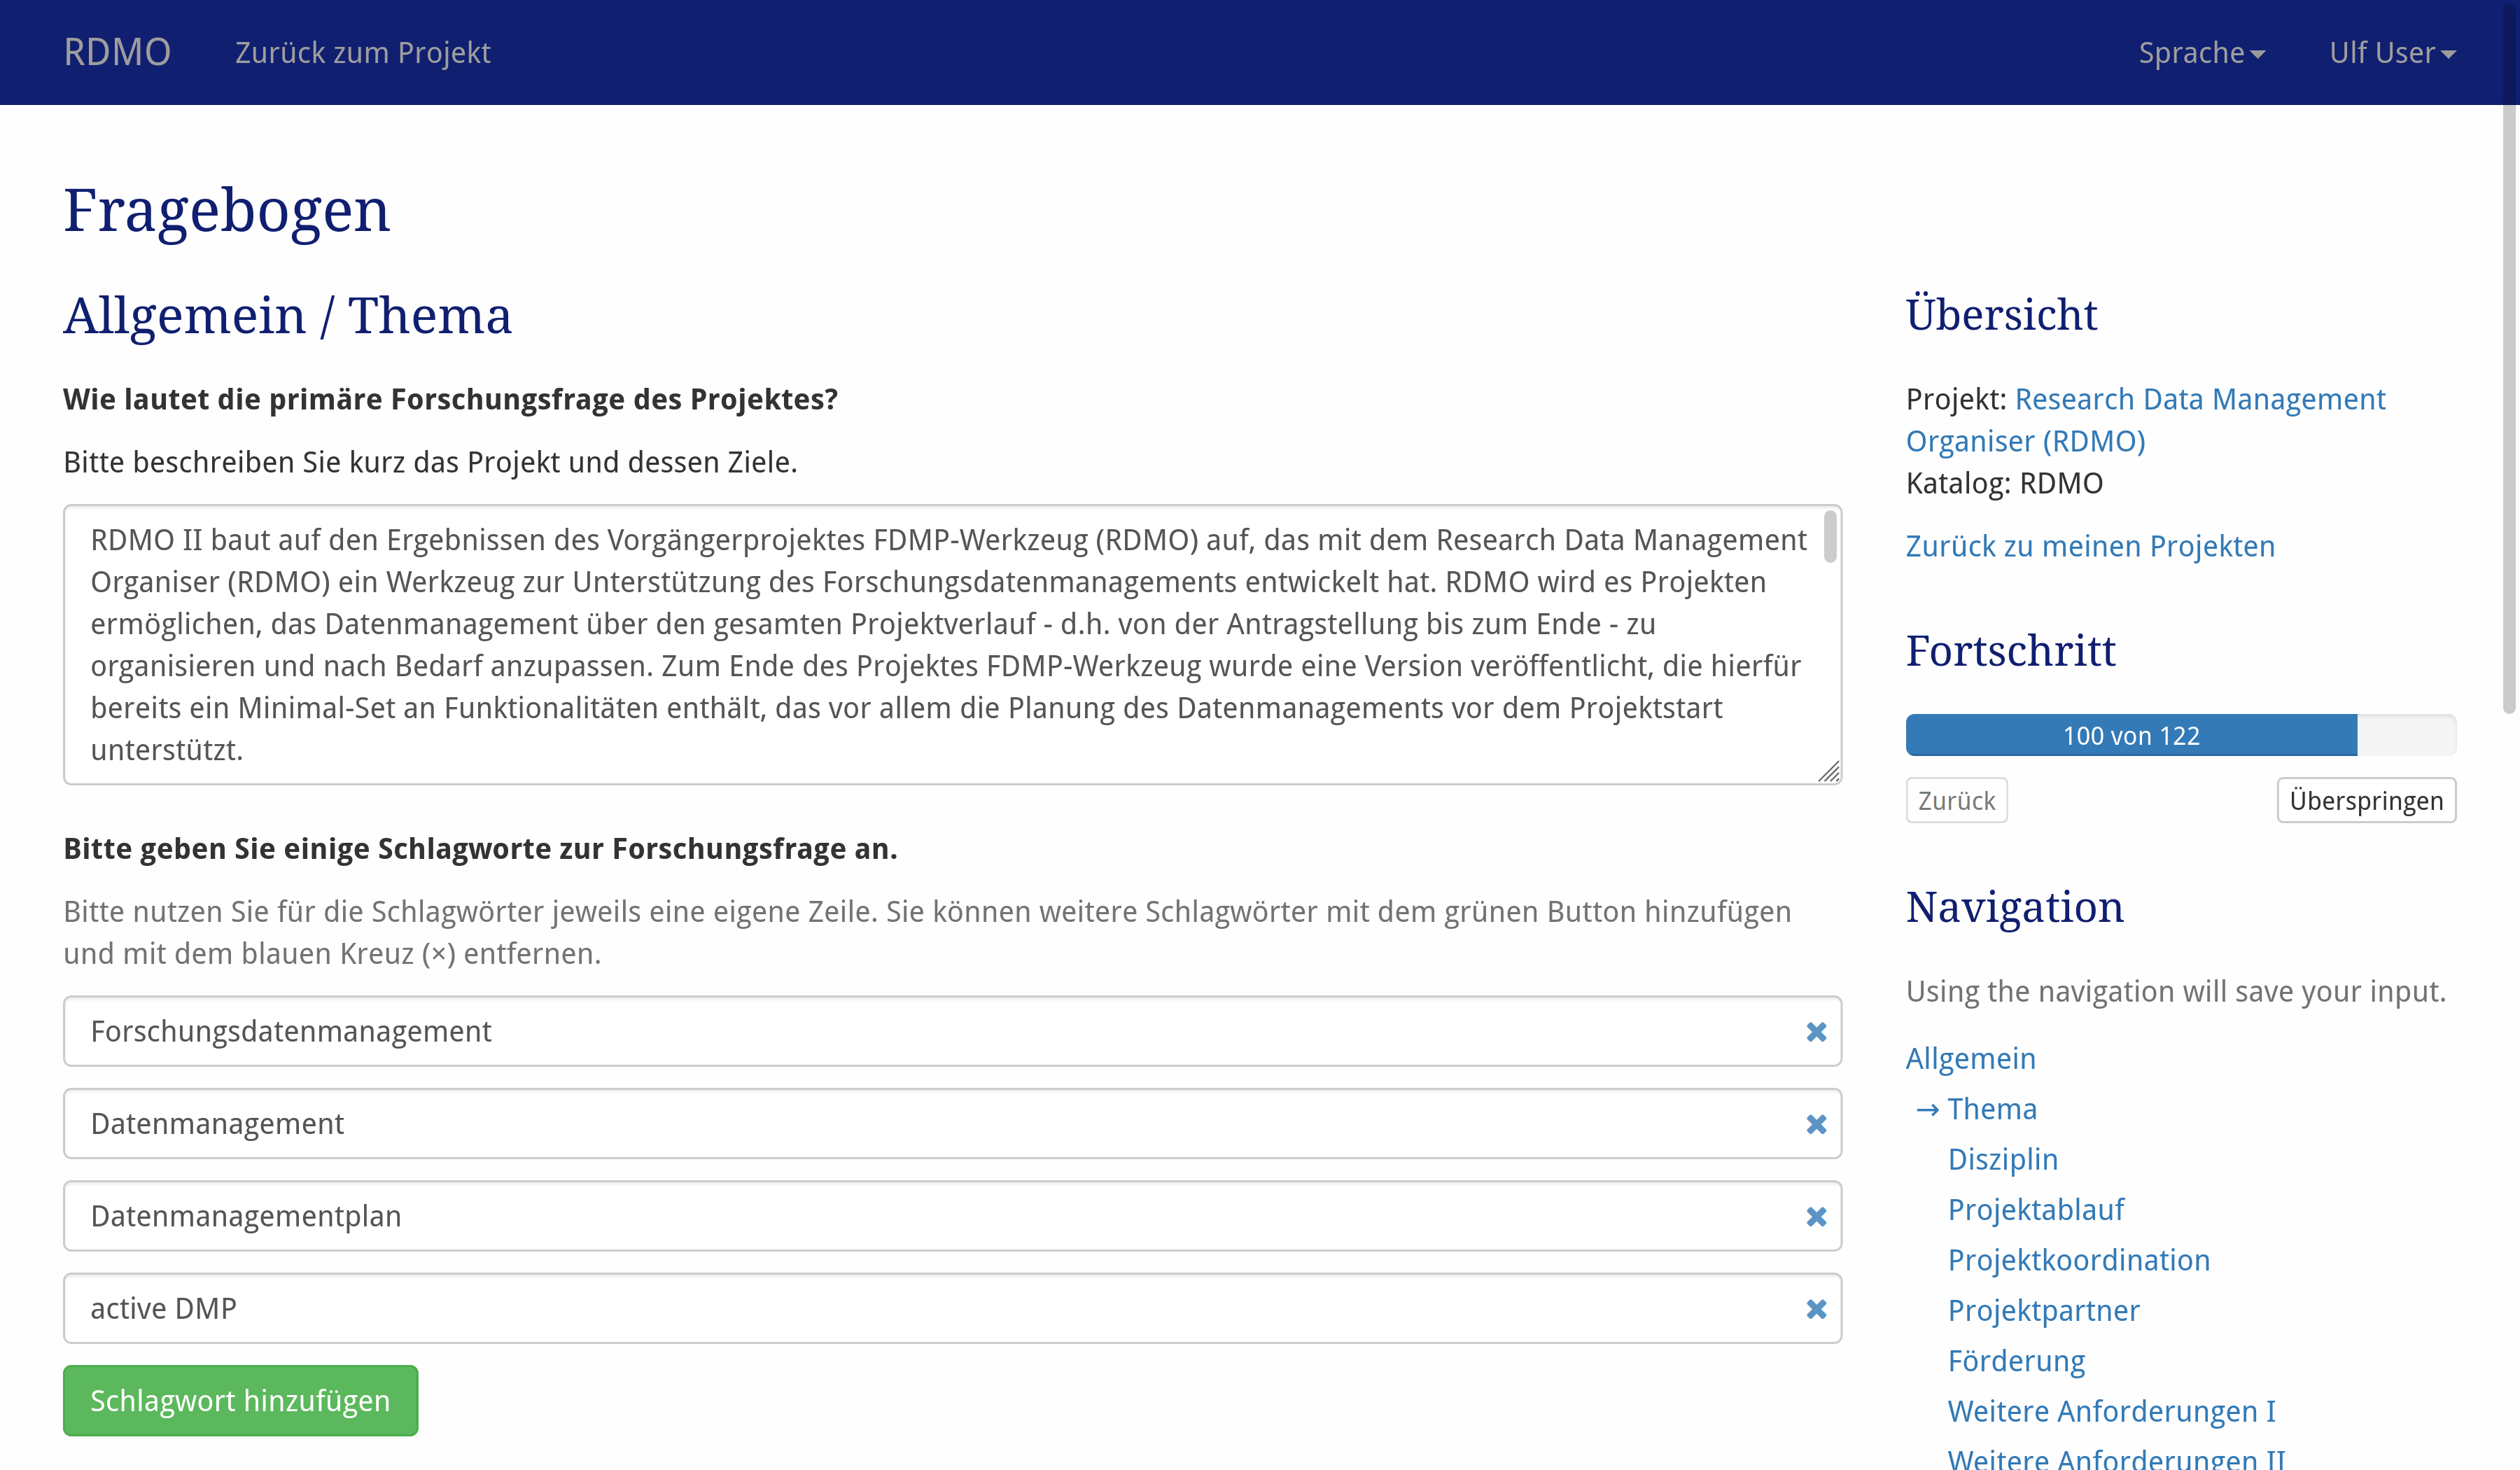 RDMO
Zurück zum Projekt
Sprache
Ulf User
Fragebogen
Allgemein / Thema
Wie lautet die primäre Forschungsfrage des Projektes?
Bitte beschreiben Sie kurz das Projekt und dessen Ziele.
RDMO II baut auf den Ergebnissen des Vorgängerprojektes FDMP-Werkzeug (RDMO) auf, das mit dem Research Data Management
Organiser (RDMO) ein Werkzeug zur Unterstützung des Forschungsdatenmanagements entwickelt hat. RDMO wird es Projekten
ermöglichen, das Datenmanagement über den gesamten Projektverlauf - d.h. von der Antragstellung bis zum Ende - zu
organisieren und nach Bedarf anzupassen. Zum Ende des Projektes FDMP-Werkzeug wurde eine Version veröffentlicht, die hierfür
bereits ein Minimal-Set an Funktionalitäten enthält, das vor allem die Planung des Datenmanagements vor dem Projektstart
unterstützt.
Bitte geben Sie einige Schlagworte zur Forschungsfrage an.
Bitte nutzen Sie für die Schlagwörter jeweils eine eigene Zeile. Sie können weitere Schlagwörter mit dem grünen Button hinzufügen
und mit dem blauen Kreuz (×) entfernen.
Forschungsdatenmanagement
Datenmanagement
Datenmanagementplan
active DMP
Schlagwort hinzufügen
Übersicht
Projekt: Research Data Management
Organiser (RDMO)
Katalog: RDMO
Zurück zu meinen Projekten
Fortschritt
100 von 122
Zurück
Überspringen
Navigation
Using the navigation will save your input.
Allgemein
→ Thema
Disziplin
Projektablauf
Projektkoordination
Projektpartner
Förderung
Weitere Anforderungen I
Weitere Anforderungen II